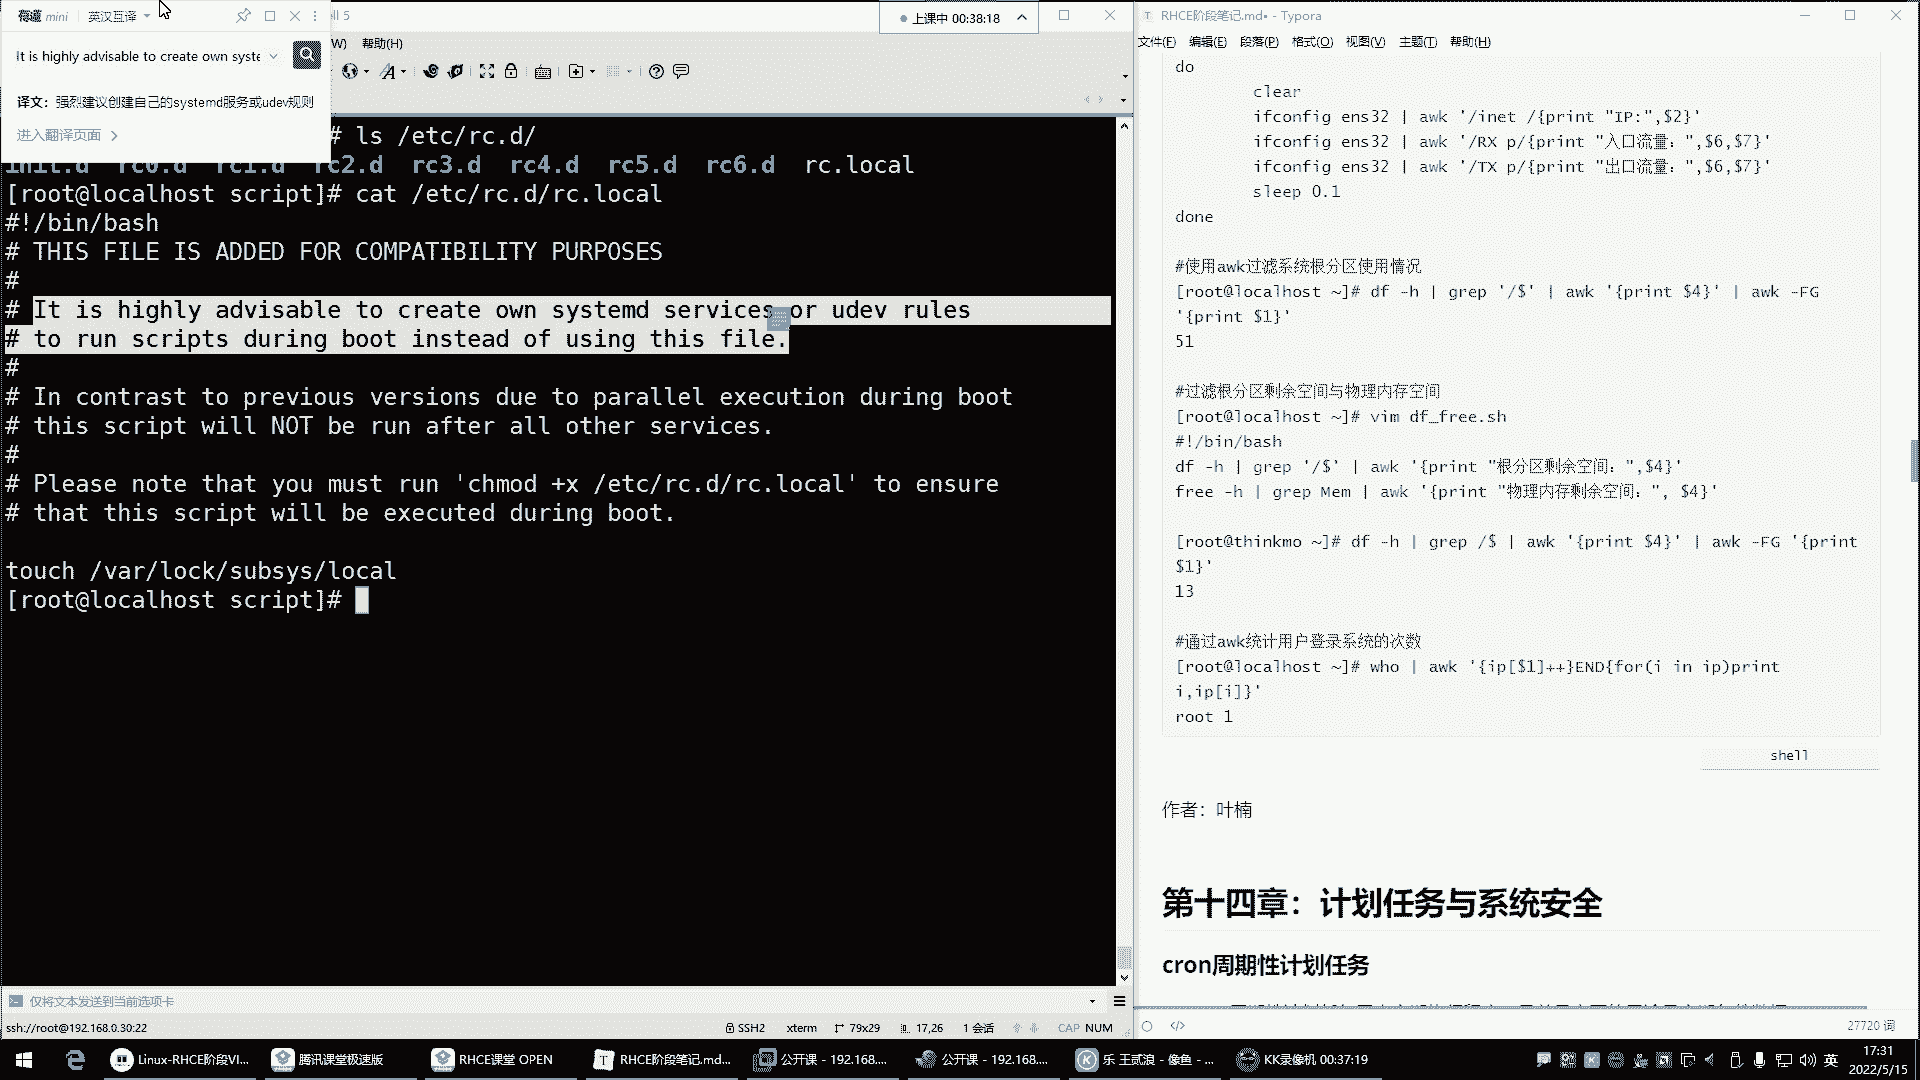 有道 mini 英汉互译
It is highly advisable to create own syste
译文：强烈建议创建自己的systemd服务或udev规则
进入翻译页面
ell 5
上课中 00:38:18
W) 帮助(H)
# ls /etc/rc.d/
init.d rc0.d rc1.d rc2.d rc3.d rc4.d rc5.d rc6.d rc.local
[root@localhost script]# cat /etc/rc.d/rc.local
#!/bin/bash
# THIS FILE IS ADDED FOR COMPATIBILITY PURPOSES
#
# It is highly advisable to create own systemd services or udev rules
# to run scripts during boot instead of using this file.
#
# In contrast to previous versions due to parallel execution during boot
# this script will NOT be run after all other services.
#
# Please note that you must run 'chmod +x /etc/rc.d/rc.local' to ensure
# that this script will be executed during boot.
touch /var/lock/subsys/local
[root@localhost script]#
仅将文本发送到当前选项卡
ssh://root@192.168.0.30:22 SSH2 xterm 79x29 17,26 1 会话 CAP NUM
RHCE阶段笔记.md• - Typora
文件(F) 编辑(E) 段落(P) 格式(O) 视图(V) 主题(T) 帮助(H)
do
clear
ifconfig ens32 | awk '/inet /{print "IP:",$2}'
ifconfig ens32 | awk '/RX p/{print "入口流量：",$6,$7}'
ifconfig ens32 | awk '/TX p/{print "出口流量：",$6,$7}'
sleep 0.1
done
#使用awk过滤系统根分区使用情况
[root@localhost ~]# df -h | grep '/$' | awk '{print $4}' | awk -FG
'{print $1}'
51
#过滤根分区剩余空间与物理内存空间
[root@localhost ~]# vim df_free.sh
#!/bin/bash
df -h | grep '/$' | awk '{print "根分区剩余空间：",$4}'
free -h | grep Mem | awk '{print "物理内存剩余空间：", $4}'
[root@thinkmo ~]# df -h | grep /$ | awk '{print $4}' | awk -FG '{print
$1}'
13
#通过awk统计用户登录系统的次数
[root@localhost ~]# who | awk '{ip[$1]++}END{for(i in ip)print
i,ip[i]}'
root 1
shell
作者：叶楠
第十四章：计划任务与系统安全
cron周期性计划任务
27720 词
Linux-RHCE阶段VI... 腾讯课堂极速版 RHCE课堂 OPEN RHCE阶段笔记.md... 公开课 - 192.168.... 公开课 - 192.168.... 乐 王贰浪 - 像鱼 - ... KK录像机 00:37:19
英
17:31
2022/5/15